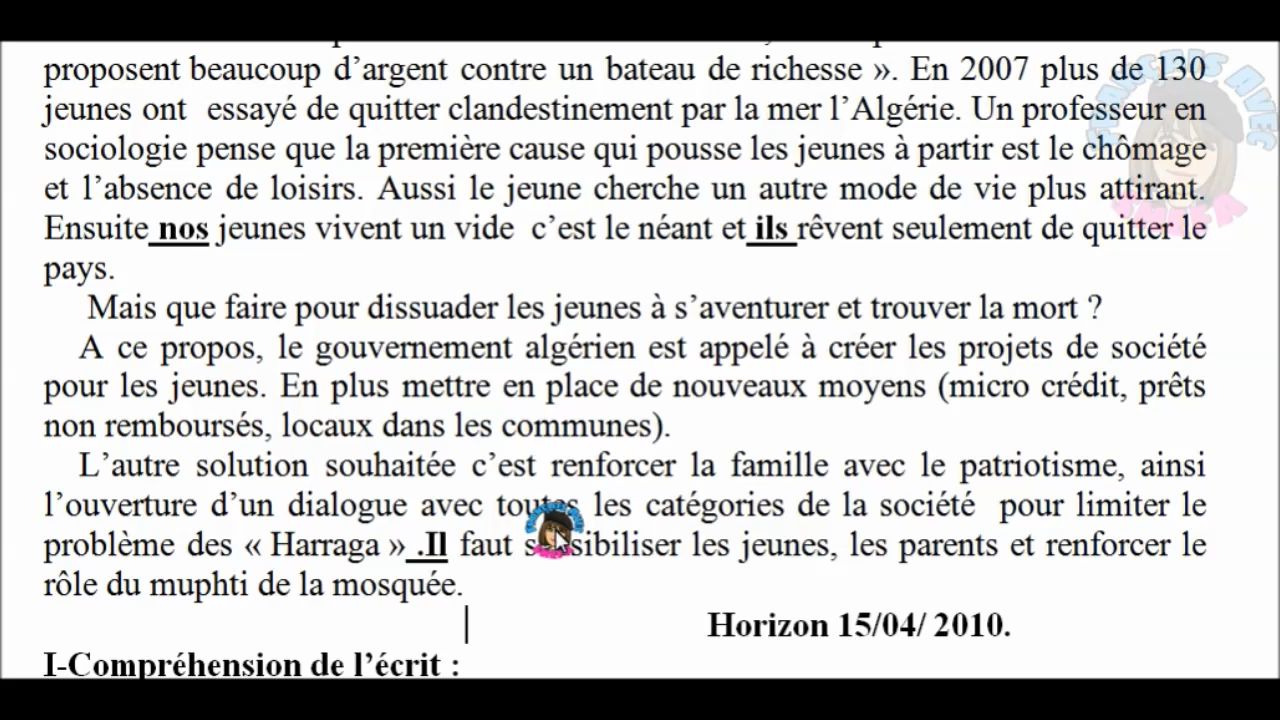 proposent beaucoup d’argent contre un bateau de richesse ». En 2007 plus de 130
jeunes ont essayé de quitter clandestinement par la mer l’Algérie. Un professeur en
sociologie pense que la première cause qui pousse les jeunes à partir est le chômage
et l’absence de loisirs. Aussi le jeune cherche un autre mode de vie plus attirant.
Ensuite nos jeunes vivent un vide c’est le néant et ils rêvent seulement de quitter le
pays.
Mais que faire pour dissuader les jeunes à s’aventurer et trouver la mort ?
A ce propos, le gouvernement algérien est appelé à créer les projets de société
pour les jeunes. En plus mettre en place de nouveaux moyens (micro crédit, prêts
non remboursés, locaux dans les communes).
L’autre solution souhaitée c’est renforcer la famille avec le patriotisme, ainsi
l’ouverture d’un dialogue avec toutes les catégories de la société pour limiter le
problème des « Harraga » .Il faut sensibiliser les jeunes, les parents et renforcer le
rôle du muphti de la mosquée.
Horizon 15/04/ 2010.
I-Compréhension de l’écrit :